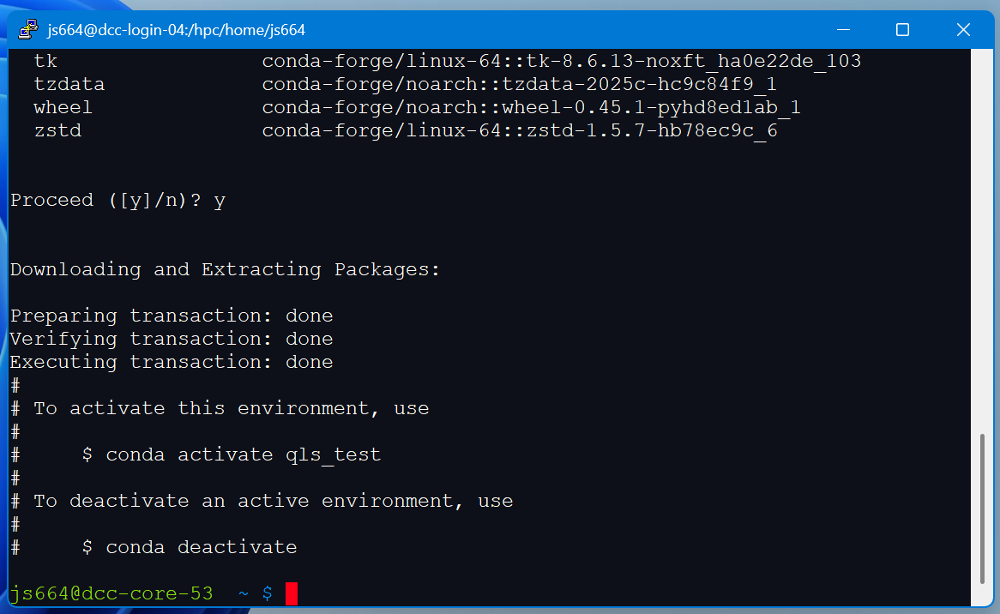 js664@dcc-login-04:/hpc/home/js664
tk                 conda-forge/linux-64::tk-8.6.13-noxft_ha0e22de_103
tzdata             conda-forge/noarch::tzdata-2025c-hc9c84f9_1
wheel              conda-forge/noarch::wheel-0.45.1-pyhd8ed1ab_1
zstd               conda-forge/linux-64::zstd-1.5.7-hb78ec9c_6
Proceed ([y]/n)? y
Downloading and Extracting Packages:
Preparing transaction: done
Verifying transaction: done
Executing transaction: done
#
# To activate this environment, use
#
#     $ conda activate qls_test
#
# To deactivate an active environment, use
#
#     $ conda deactivate
js664@dcc-core-53  ~ $